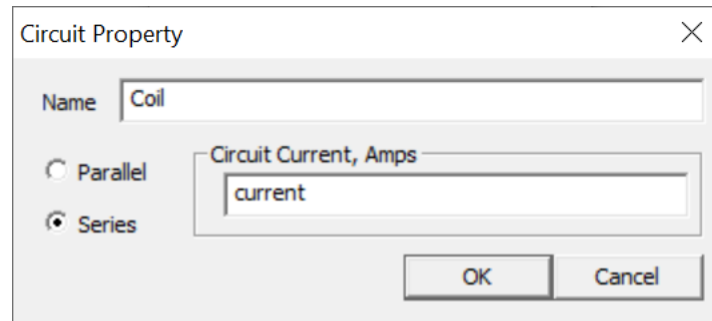 Circuit Property
Name Coil
Parallel
Series
Circuit Current, Amps
current
OK Cancel